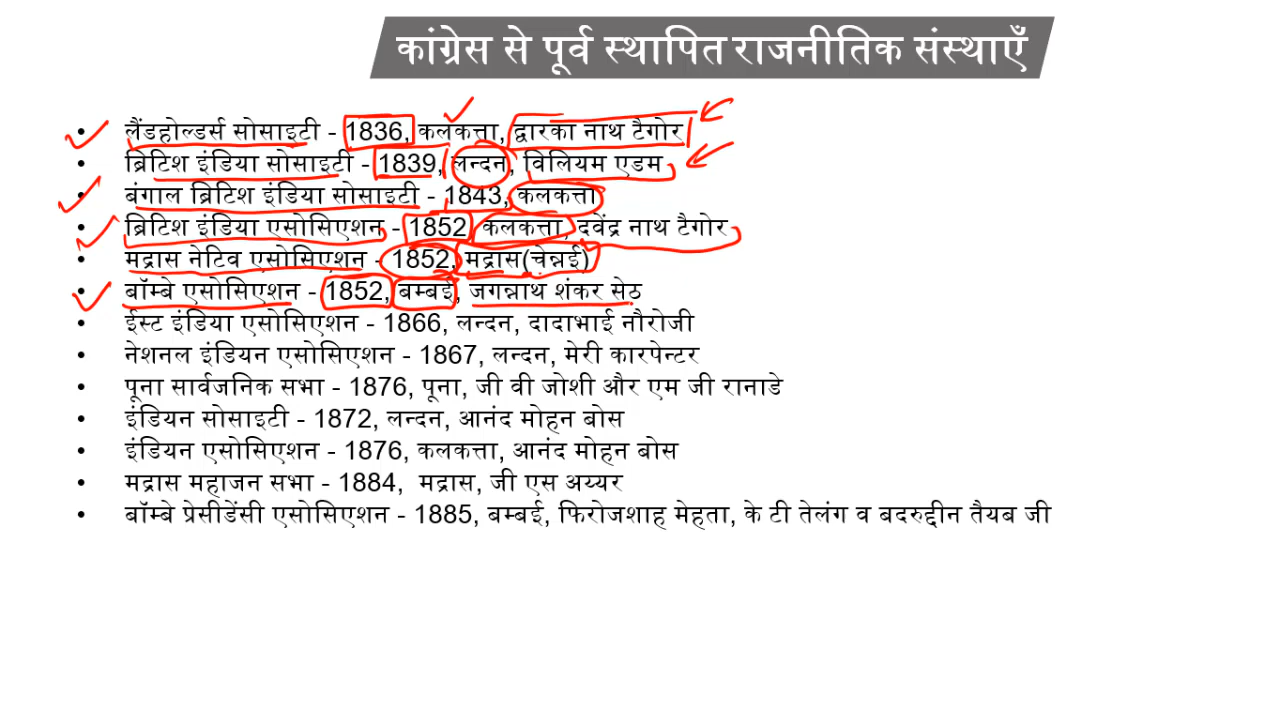 कांग्रेस से पूर्व स्थापित राजनीतिक संस्थाएँ
• लैंडहोल्डर्स सोसाइटी - 1836, कलकत्ता, द्वारका नाथ टैगोर
• ब्रिटिश इंडिया सोसाइटी - 1839, लन्दन, विलियम एडम
• बंगाल ब्रिटिश इंडिया सोसाइटी - 1843, कलकत्ता
• ब्रिटिश इंडिया एसोसिएशन - 1852, कलकत्ता, दवेंद्र नाथ टैगोर
• मद्रास नेटिव एसोसिएशन - 1852, मद्रास(चेन्नई)
• बॉम्बे एसोसिएशन - 1852, बम्बई, जगन्नाथ शंकर सेठ
• ईस्ट इंडिया एसोसिएशन - 1866, लन्दन, दादाभाई नौरोजी
• नेशनल इंडियन एसोसिएशन - 1867, लन्दन, मेरी कारपेन्टर
• पूना सार्वजनिक सभा - 1876, पूना, जी वी जोशी और एम जी रानाडे
• इंडियन सोसाइटी - 1872, लन्दन, आनंद मोहन बोस
• इंडियन एसोसिएशन - 1876, कलकत्ता, आनंद मोहन बोस
• मद्रास महाजन सभा - 1884, मद्रास, जी एस अय्यर
• बॉम्बे प्रेसीडेंसी एसोसिएशन - 1885, बम्बई, फिरोजशाह मेहता, के टी तेलंग व बदरुद्दीन तैयब जी